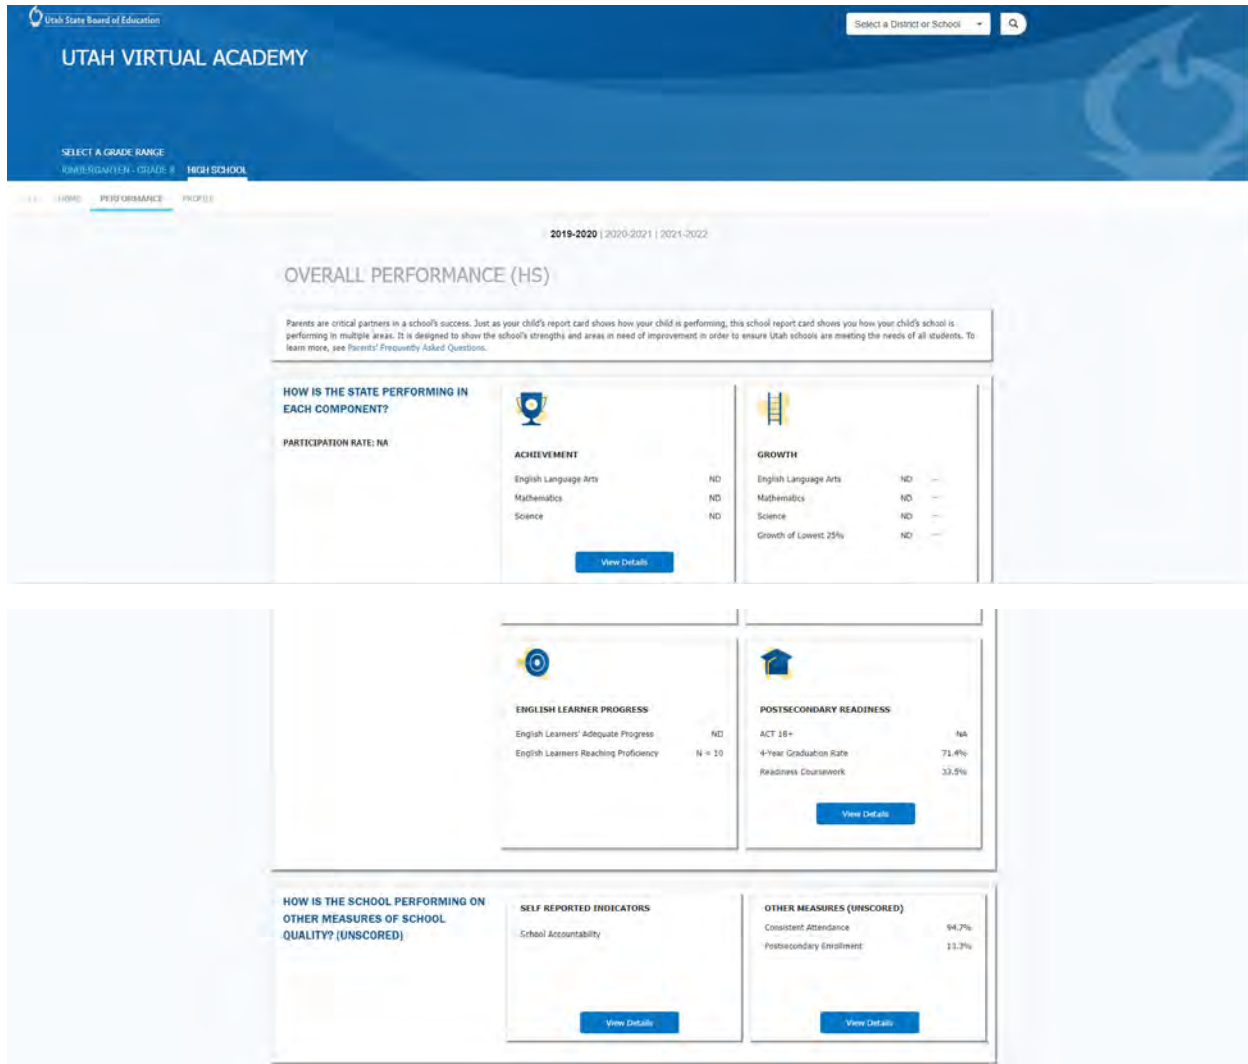 Utah State Board of Education
Select a District or School
UTAH VIRTUAL ACADEMY
SELECT A GRADE RANGE
KINDERGARTEN - GRADE 8 HIGH SCHOOL
HOME PERFORMANCE PROFILE
2019-2020 | 2020-2021 | 2021-2022
OVERALL PERFORMANCE (HS)
Parents are critical partners in a school's success. Just as your child's report card shows how your child is performing, this school report card shows you how your child's school is
performing in multiple areas. It is designed to show the school's strengths and areas in need of improvement in order to ensure Utah schools are meeting the needs of all students. To
learn more, see Parents' Frequently Asked Questions.
HOW IS THE STATE PERFORMING IN
EACH COMPONENT?
PARTICIPATION RATE: NA
ACHIEVEMENT
English Language Arts ND
Mathematics ND
Science ND
View Details
GROWTH
English Language Arts ND ---
Mathematics ND ---
Science ND ---
Growth of Lowest 25% ND ---
ENGLISH LEARNER PROGRESS
English Learners' Adequate Progress ND
English Learners Reaching Proficiency N < 10
POSTSECONDARY READINESS
ACT 18+ NA
4-Year Graduation Rate 71.4%
Readiness Coursework 33.5%
View Details
HOW IS THE SCHOOL PERFORMING ON
OTHER MEASURES OF SCHOOL
QUALITY? (UNSCORED)
SELF REPORTED INDICATORS
School Accountability
View Details
OTHER MEASURES (UNSCORED)
Consistent Attendance 94.7%
Postsecondary Enrollment
View Details